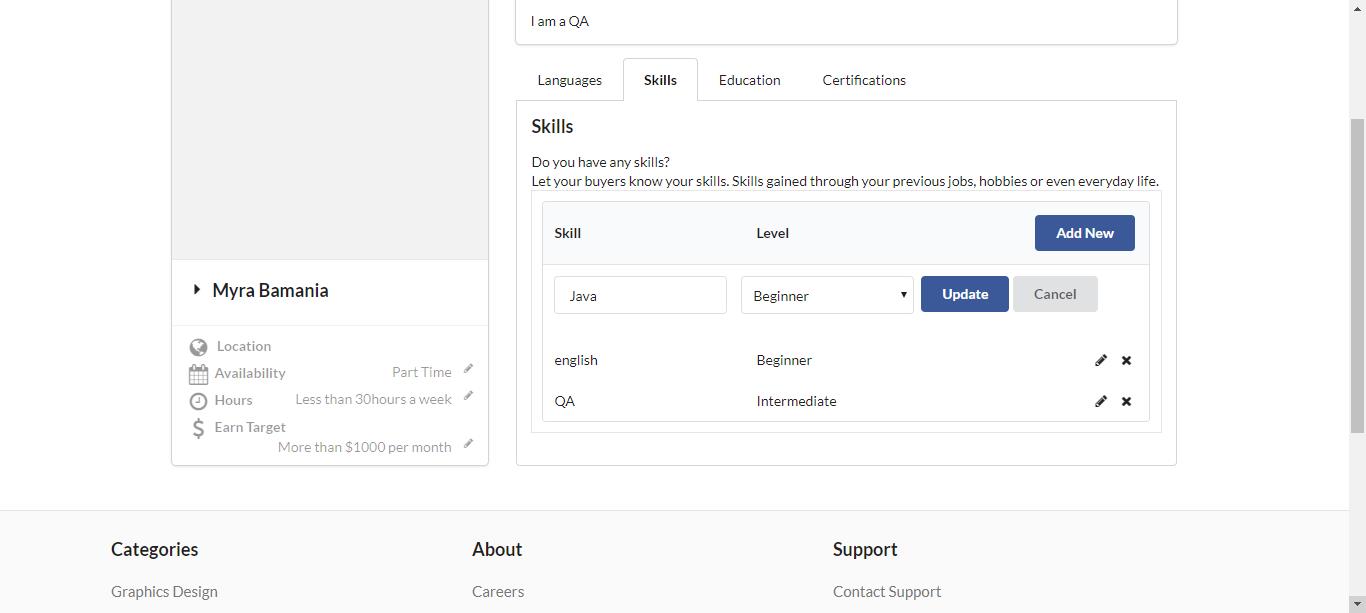 I am a QA
Languages Skills Education Certifications
Skills
Do you have any skills?
Let your buyers know your skills. Skills gained through your previous jobs, hobbies or even everyday life.
Skill Level Add New
Java Beginner Update Cancel
english Beginner
QA Intermediate
Myra Bamania
Location
Availability Part Time
Hours Less than 30hours a week
Earn Target
More than $1000 per month
Categories About Support
Graphics Design Careers Contact Support